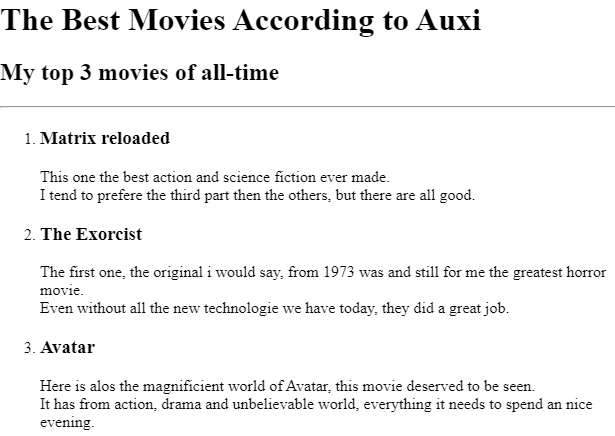 The Best Movies According to Auxi
My top 3 movies of all-time
1. Matrix reloaded
This one the best action and science fiction ever made.
I tend to prefere the third part then the others, but there are all good.
2. The Exorcist
The first one, the original i would say, from 1973 was and still for me the greatest horror
movie.
Even without all the new technologie we have today, they did a great job.
3. Avatar
Here is alos the magnificient world of Avatar, this movie deserved to be seen.
It has from action, drama and unbelievable world, everything it needs to spend an nice
evening.